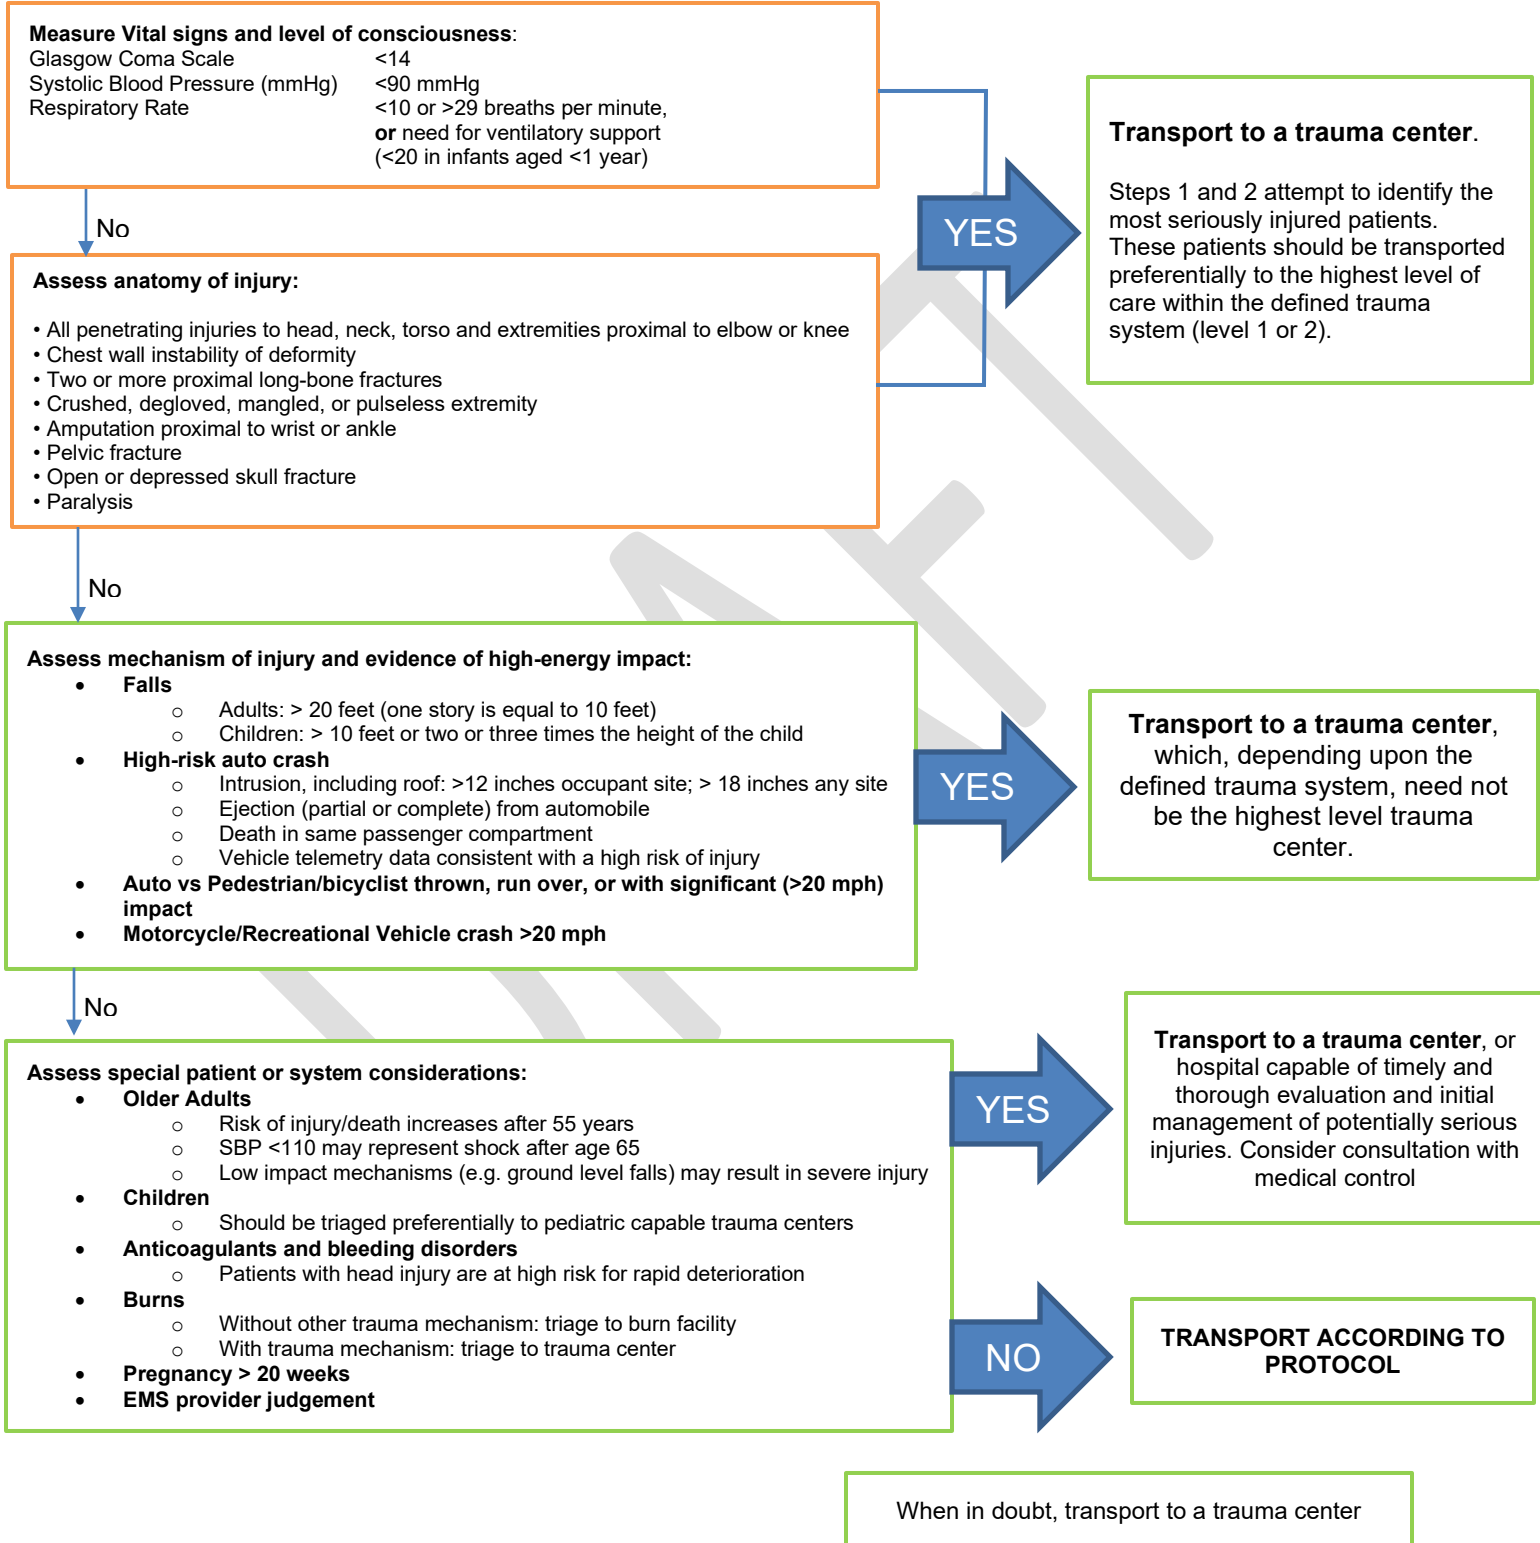 Measure Vital signs and level of consciousness:
Glasgow Coma Scale <14
Systolic Blood Pressure (mmHg) <90 mmHg
Respiratory Rate <10 or >29 breaths per minute,
or need for ventilatory support
(<20 in infants aged <1 year)
YES
Transport to a trauma center.
Steps 1 and 2 attempt to identify the
most seriously injured patients.
These patients should be transported
preferentially to the highest level of
care within the defined trauma
system (level 1 or 2).
No
Assess anatomy of injury:
• All penetrating injuries to head, neck, torso and extremities proximal to elbow or knee
• Chest wall instability of deformity
• Two or more proximal long-bone fractures
• Crushed, degloved, mangled, or pulseless extremity
• Amputation proximal to wrist or ankle
• Pelvic fracture
• Open or depressed skull fracture
• Paralysis
No
Assess mechanism of injury and evidence of high-energy impact:
• Falls
o Adults: > 20 feet (one story is equal to 10 feet)
o Children: > 10 feet or two or three times the height of the child
• High-risk auto crash
o Intrusion, including roof: >12 inches occupant site; > 18 inches any site
o Ejection (partial or complete) from automobile
o Death in same passenger compartment
o Vehicle telemetry data consistent with a high risk of injury
• Auto vs Pedestrian/bicyclist thrown, run over, or with significant (>20 mph)
impact
• Motorcycle/Recreational Vehicle crash >20 mph
YES
Transport to a trauma center,
which, depending upon the
defined trauma system, need not
be the highest level trauma
center.
No
Assess special patient or system considerations:
• Older Adults
o Risk of injury/death increases after 55 years
o SBP <110 may represent shock after age 65
o Low impact mechanisms (e.g. ground level falls) may result in severe injury
• Children
o Should be triaged preferentially to pediatric capable trauma centers
• Anticoagulants and bleeding disorders
o Patients with head injury are at high risk for rapid deterioration
• Burns
o Without other trauma mechanism: triage to burn facility
o With trauma mechanism: triage to trauma center
• Pregnancy > 20 weeks
• EMS provider judgement
YES
Transport to a trauma center, or
hospital capable of timely and
thorough evaluation and initial
management of potentially serious
injuries. Consider consultation with
medical control
NO
TRANSPORT ACCORDING TO
PROTOCOL
When in doubt, transport to a trauma center
DRAFT